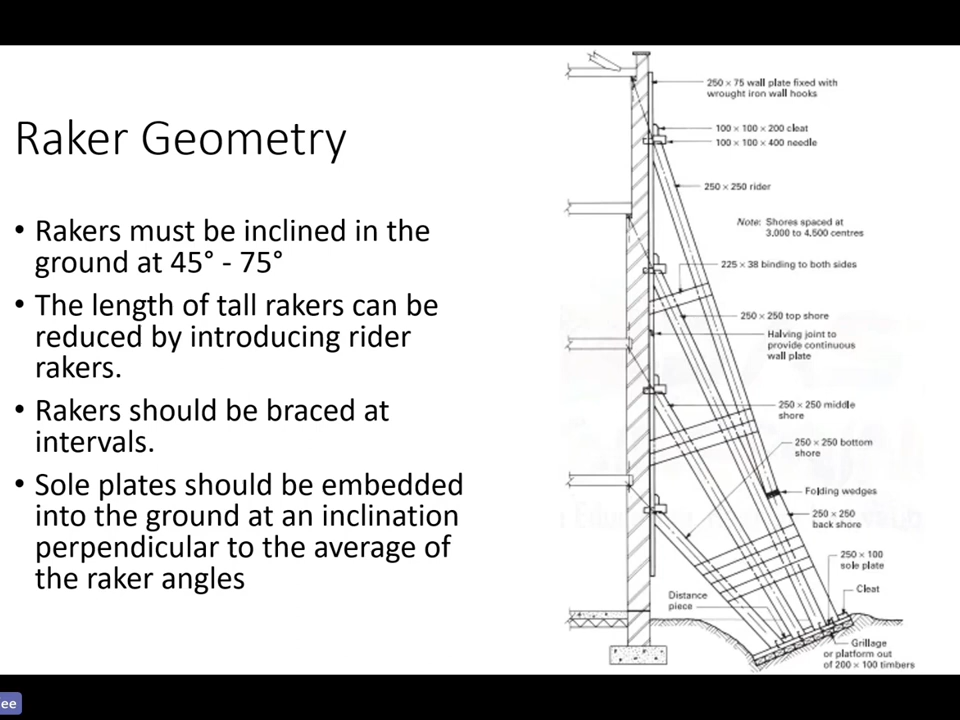 Raker Geometry
• Rakers must be inclined in the
ground at 45° - 75°
• The length of tall rakers can be
reduced by introducing rider
rakers.
• Rakers should be braced at
intervals.
• Sole plates should be embedded
into the ground at an inclination
perpendicular to the average of
the raker angles
250 × 75 wall plate fixed with
wrought iron wall hooks
100 × 100 × 200 cleat
100 × 100 × 400 needle
250 × 250 rider
Note: Shores spaced at
3,000 to 4,500 centres
225 × 38 binding to both sides
250 × 250 top shore
Halving joint to
provide continuous
wall plate
250 × 250 middle
shore
250 × 250 bottom
shore
Folding wedges
250 × 250
back shore
250 × 100
sole plate
Cleat
Distance
piece
Grillage
or platform out
of 200 × 100 timbers
ee